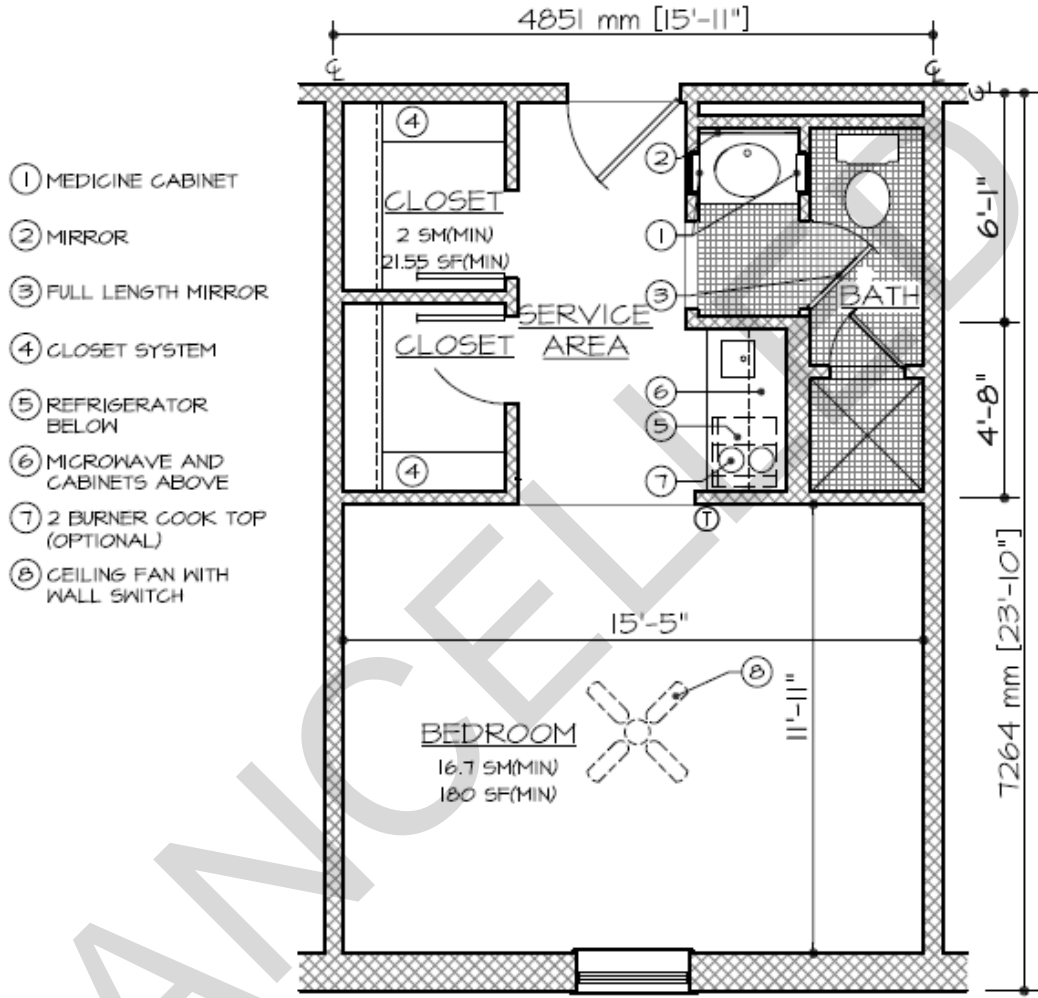 4851 mm [15'-11"]
℄
℄
℄
① MEDICINE CABINET
② MIRROR
③ FULL LENGTH MIRROR
④ CLOSET SYSTEM
⑤ REFRIGERATOR
BELOW
⑥ MICROWAVE AND
CABINETS ABOVE
⑦ 2 BURNER COOK TOP
(OPTIONAL)
⑧ CEILING FAN WITH
WALL SWITCH
④
CLOSET
2 SM(MIN)
21.55 SF(MIN)
CLOSET
④
SERVICE
AREA
②
①
③
BATH
⑥
⑤
⑦
T
6'-1"
4'-8"
7264 mm [23'-10"]
15'-5"
11'-11"
⑧
BEDROOM
16.7 SM(MIN)
180 SF(MIN)
ANCELLED